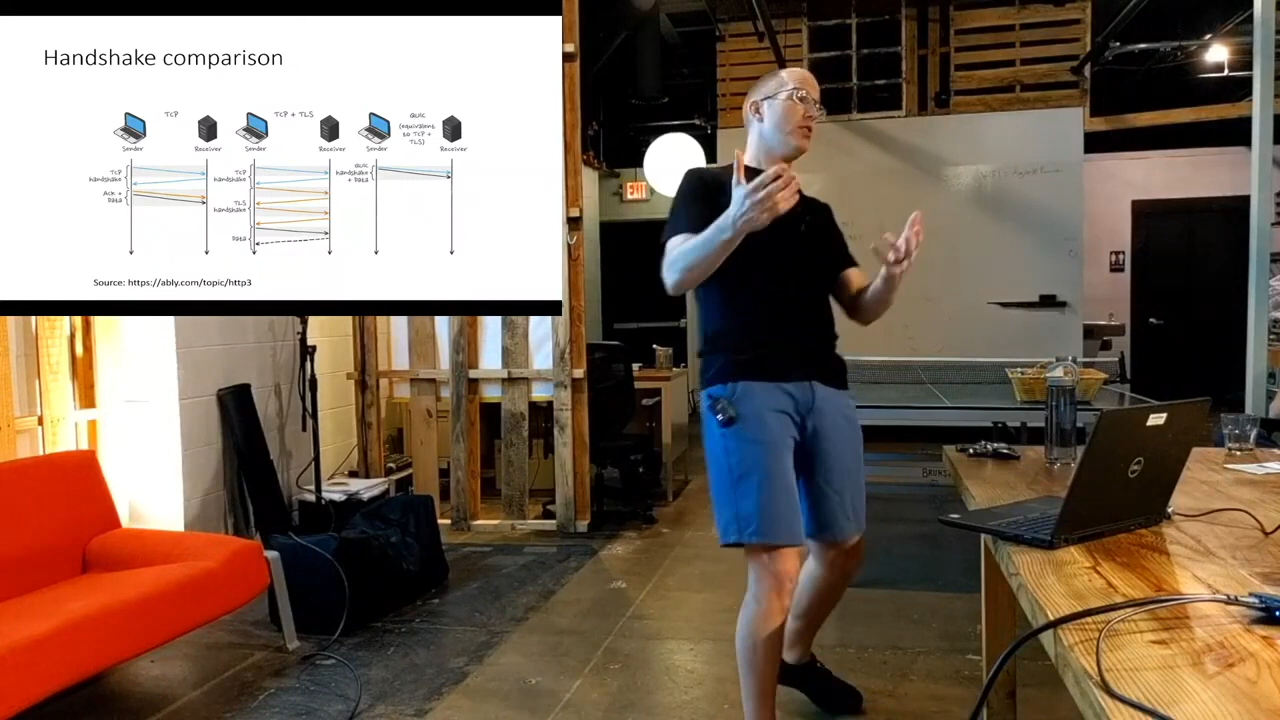 Handshake comparison
TCP
TCP + TLS
QUIC
(equivalent
to TCP +
TLS)
Sender
Receiver
Sender
Receiver
Sender
Receiver
TCP
handshake
Ack +
Data
TCP
handshake
TLS
handshake
Data
QUIC
handshake
+ Data
Source: https://ably.com/topic/http3
EXIT
DELL